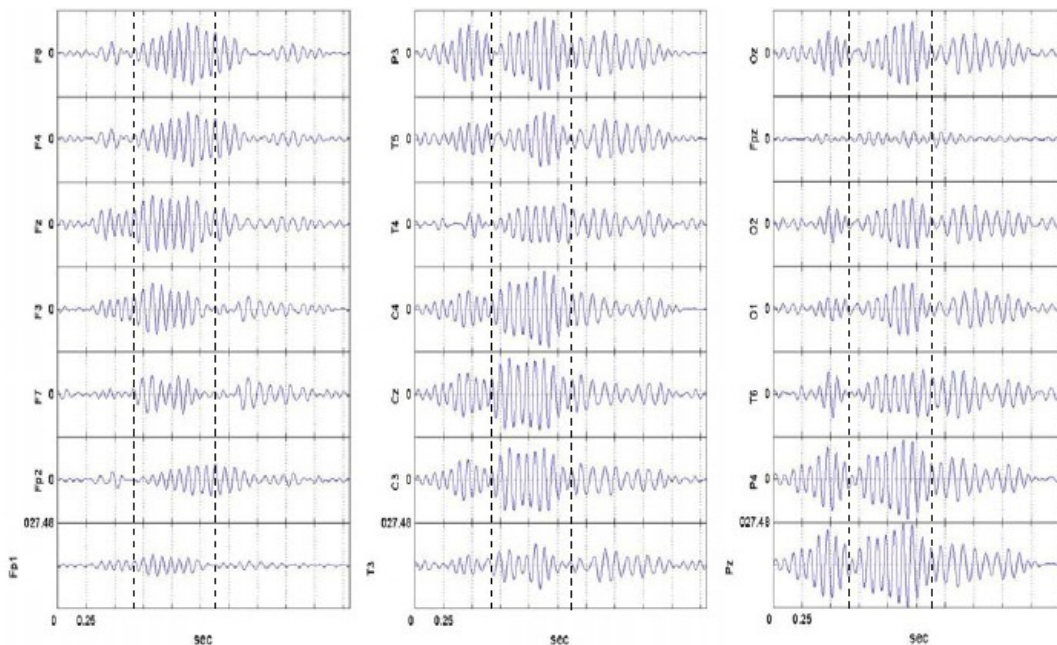 F8 0
F4 0
Fz 0
F3 0
F7 0
Fp2 0
027.48
Fp1
0 0.25
sec
P3 0
T5 0
T4 0
C4 0
Cz 0
C3 0
027.48
T3
0 0.25
sec
Oz 0
Fpz 0
O2 0
O1 0
T6 0
P4 0
027.48
Pz
0 0.25
sec